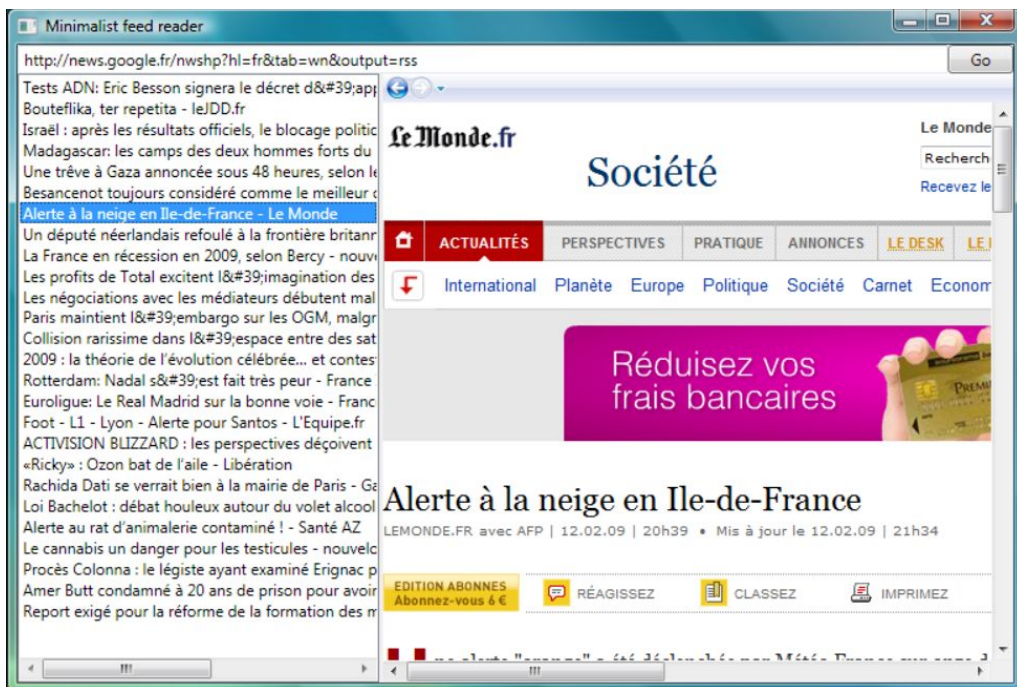 Minimalist feed reader
http://news.google.fr/nwshp?hl=fr&tab=wn&output=rss
Go
Tests ADN: Eric Besson signera le décret d&#39;app
Bouteflika, ter repetita - leJDD.fr
Israël : après les résultats officiels, le blocage politic
Madagascar: les camps des deux hommes forts du
Une trêve à Gaza annoncée sous 48 heures, selon le
Besancenot toujours considéré comme le meilleur
Alerte à la neige en Ile-de-France - Le Monde
Un député néerlandais refoulé à la frontière britann
La France en récession en 2009, selon Bercy - nouv
Les profits de Total excitent l&#39;imagination des
Les négociations avec les médiateurs débutent mal
Paris maintient l&#39;embargo sur les OGM, malgr
Collision rarissime dans l&#39;espace entre des sat
2009 : la théorie de l’évolution célébrée... et contes
Rotterdam: Nadal s&#39;est fait très peur - France
Euroligue: Le Real Madrid sur la bonne voie - Franc
Foot - L1 - Lyon - Alerte pour Santos - L'Equipe.fr
ACTIVISION BLIZZARD : les perspectives déçoivent
«Ricky» : Ozon bat de l’aile - Libération
Rachida Dati se verrait bien à la mairie de Paris - Ga
Loi Bachelot : débat houleux autour du volet alcool
Alerte au rat d’animalerie contaminé ! - Santé AZ
Le cannabis un danger pour les testicules - nouvelo
Procès Colonna : le légiste ayant examiné Erignac p
Amer Butt condamné à 20 ans de prison pour avoir
Report exigé pour la réforme de la formation des m
Le Monde.fr
Société
Le Monde
Recherch
Recevez le
ACTUALITÉS PERSPECTIVES PRATIQUE ANNONCES LE DESK LE
International Planète Europe Politique Société Carnet Econom
Réduisez vos
frais bancaires
PREMI
Alerte à la neige en Ile-de-France
LEMONDE.FR avec AFP | 12.02.09 | 20h39 • Mis à jour le 12.02.09 | 21h34
EDITION ABONNES
Abonnez-vous 6 €
RÉAGISSEZ CLASSEZ IMPRIMEZ
ne alerte "orange" a été déclenchée par Météo France sur onze d